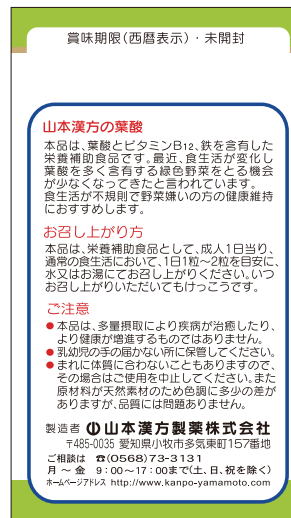 賞味期限(西暦表示)・未開封
山本漢方の葉酸
本品は、葉酸とビタミンB12、鉄を含有した
栄養補助食品です。最近、食生活が変化し
葉酸を多く含有する緑色野菜をとる機会
が少なくなってきたと言われています。
食生活が不規則で野菜嫌いの方の健康維持
におすすめします。
お召し上がり方
本品は、栄養補助食品として、成人1日当り、
通常の食生活において、1日1粒〜2粒を目安に、
水又はお湯にてお召し上がりください。いつ
お召し上がりいただいてもけっこうです。
ご注意
●本品は、多量摂取により疾病が治癒したり、
より健康が増進するものではありません。
●乳幼児の手の届かない所に保管してください。
●まれに体質に合わないこともありますので、
その場合はご使用を中止してください。また
原材料が天然素材のため色調に多少の差が
ありますが、品質には問題ありません。
製造者 山本漢方製薬株式会社
〒485-0035 愛知県小牧市多気東町157番地
ご相談は ☎(0568)73-3131
月〜金 9:00〜17:00まで(土、日、祝を除く)
ホームページアドレス http://www.kanpo-yamamoto.com/